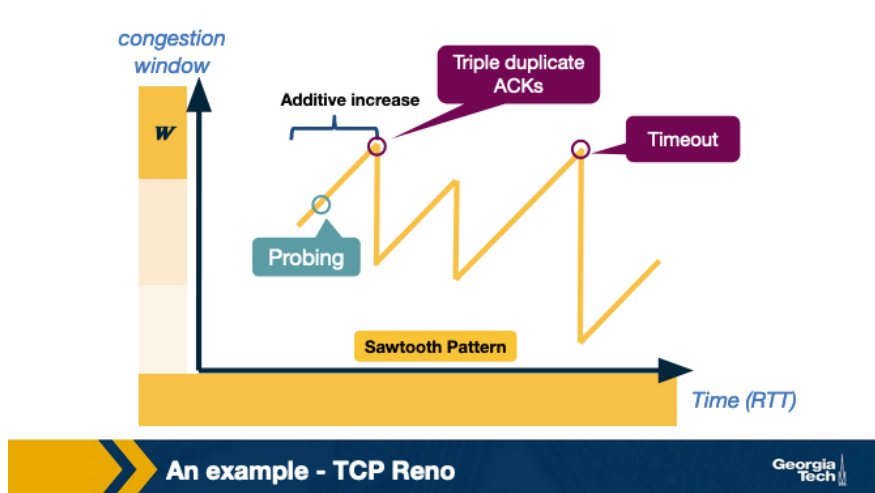 congestion
window
W
Additive increase
Triple duplicate
ACKs
Timeout
Probing
Sawtooth Pattern
Time (RTT)
An example - TCP Reno
Georgia
Tech